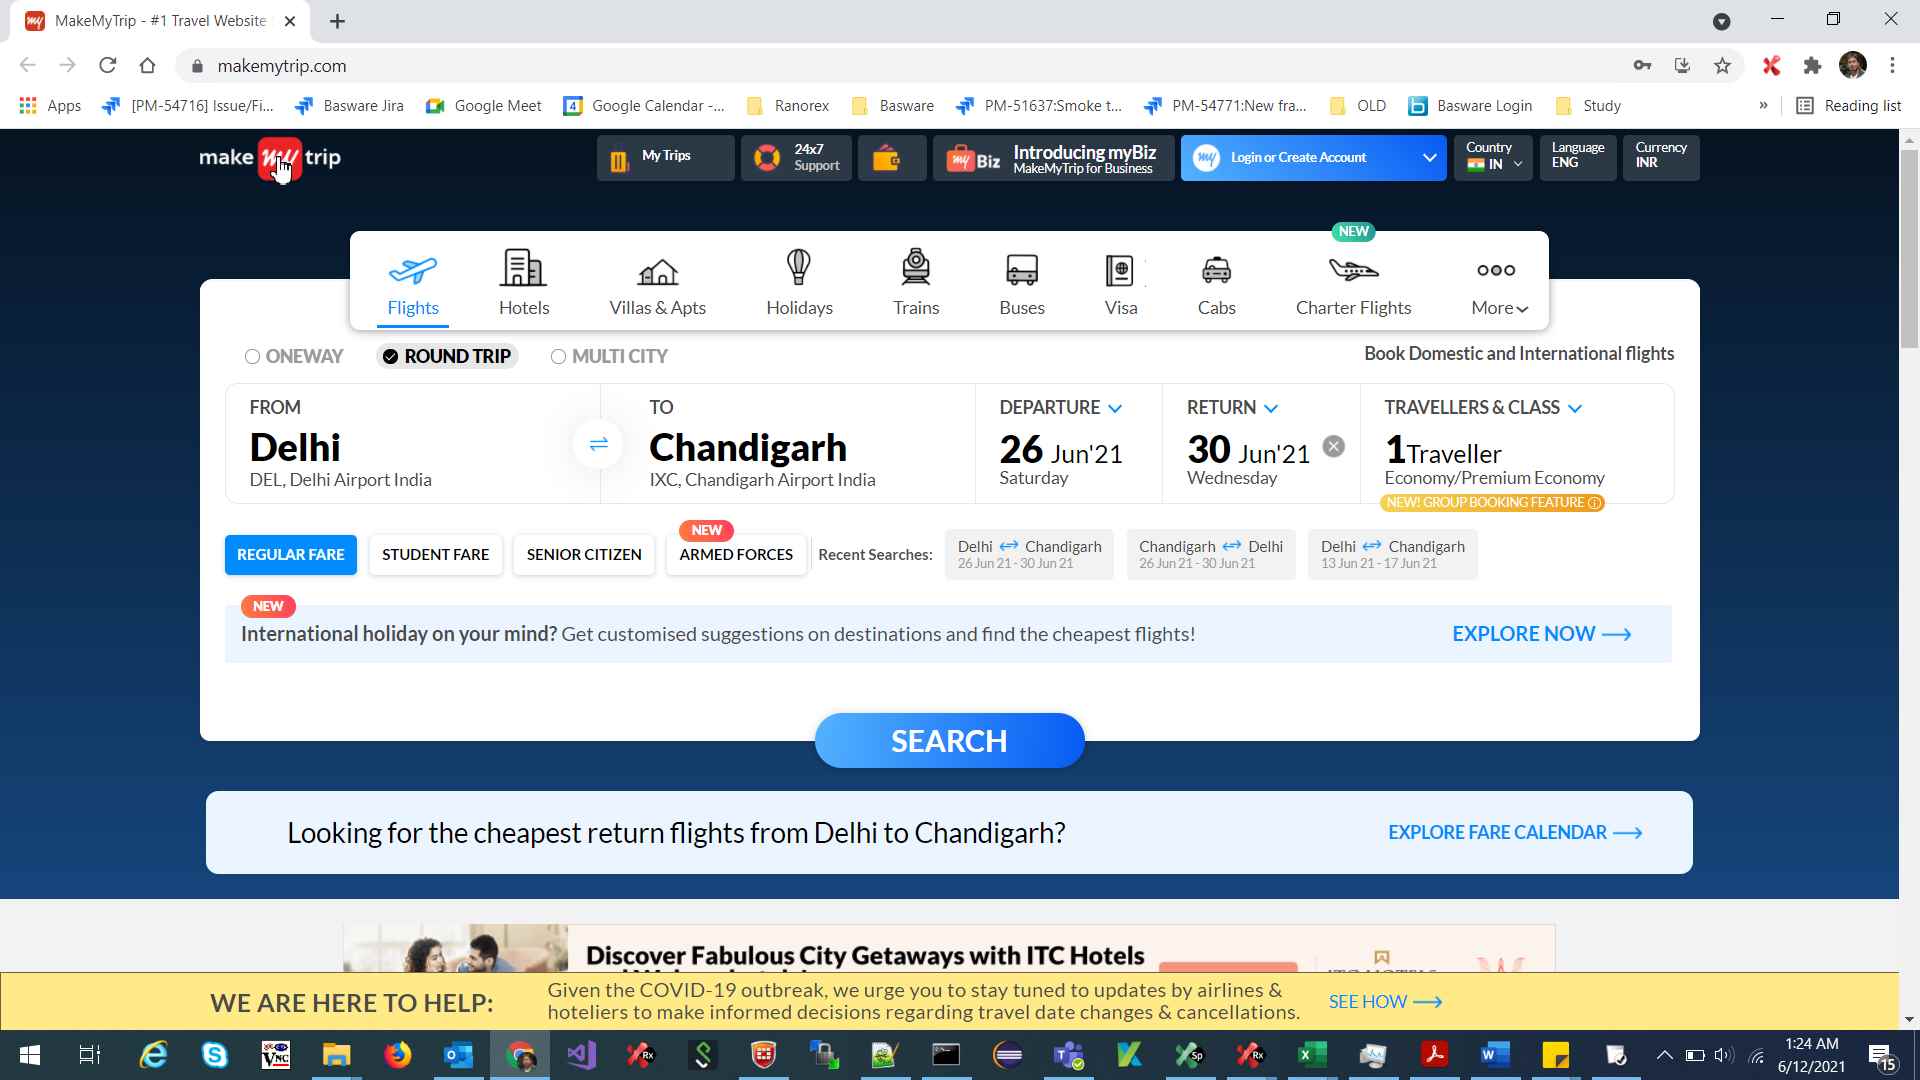 MakeMyTrip - #1 Travel Website
makemytrip.com
Apps
[PM-54716] Issue/Fi...
Basware Jira
Google Meet
4
Google Calendar -...
Ranorex
Basware
PM-51637:Smoke t...
PM-54771:New fra...
OLD
Basware Login
Study
»
Reading list
make my trip
My Trips
24x7
Support
my Biz
Introducing myBiz
MakeMyTrip for Business
my
Login or Create Account
Country
IN
Language
ENG
Currency
INR
NEW
Flights
Hotels
Villas & Apts
Holidays
Trains
Buses
Visa
Cabs
Charter Flights
More
ONEWAY
ROUND TRIP
MULTI CITY
Book Domestic and International flights
FROM
Delhi
DEL, Delhi Airport India
TO
Chandigarh
IXC, Chandigarh Airport India
DEPARTURE
26 Jun'21
Saturday
RETURN
30 Jun'21
Wednesday
TRAVELLERS & CLASS
1Traveller
Economy/Premium Economy
NEW! GROUP BOOKING FEATURE
REGULAR FARE
STUDENT FARE
SENIOR CITIZEN
NEW
ARMED FORCES
Recent Searches:
Delhi Chandigarh
26 Jun 21 - 30 Jun 21
Chandigarh Delhi
26 Jun 21 - 30 Jun 21
Delhi Chandigarh
13 Jun 21 - 17 Jun 21
NEW
International holiday on your mind? Get customised suggestions on destinations and find the cheapest flights!
EXPLORE NOW
SEARCH
Looking for the cheapest return flights from Delhi to Chandigarh?
EXPLORE FARE CALENDAR
Discover Fabulous City Getaways with ITC Hotels
WE ARE HERE TO HELP:
Given the COVID-19 outbreak, we urge you to stay tuned to updates by airlines &
hoteliers to make informed decisions regarding travel date changes & cancellations.
SEE HOW
1:24 AM
6/12/2021
15